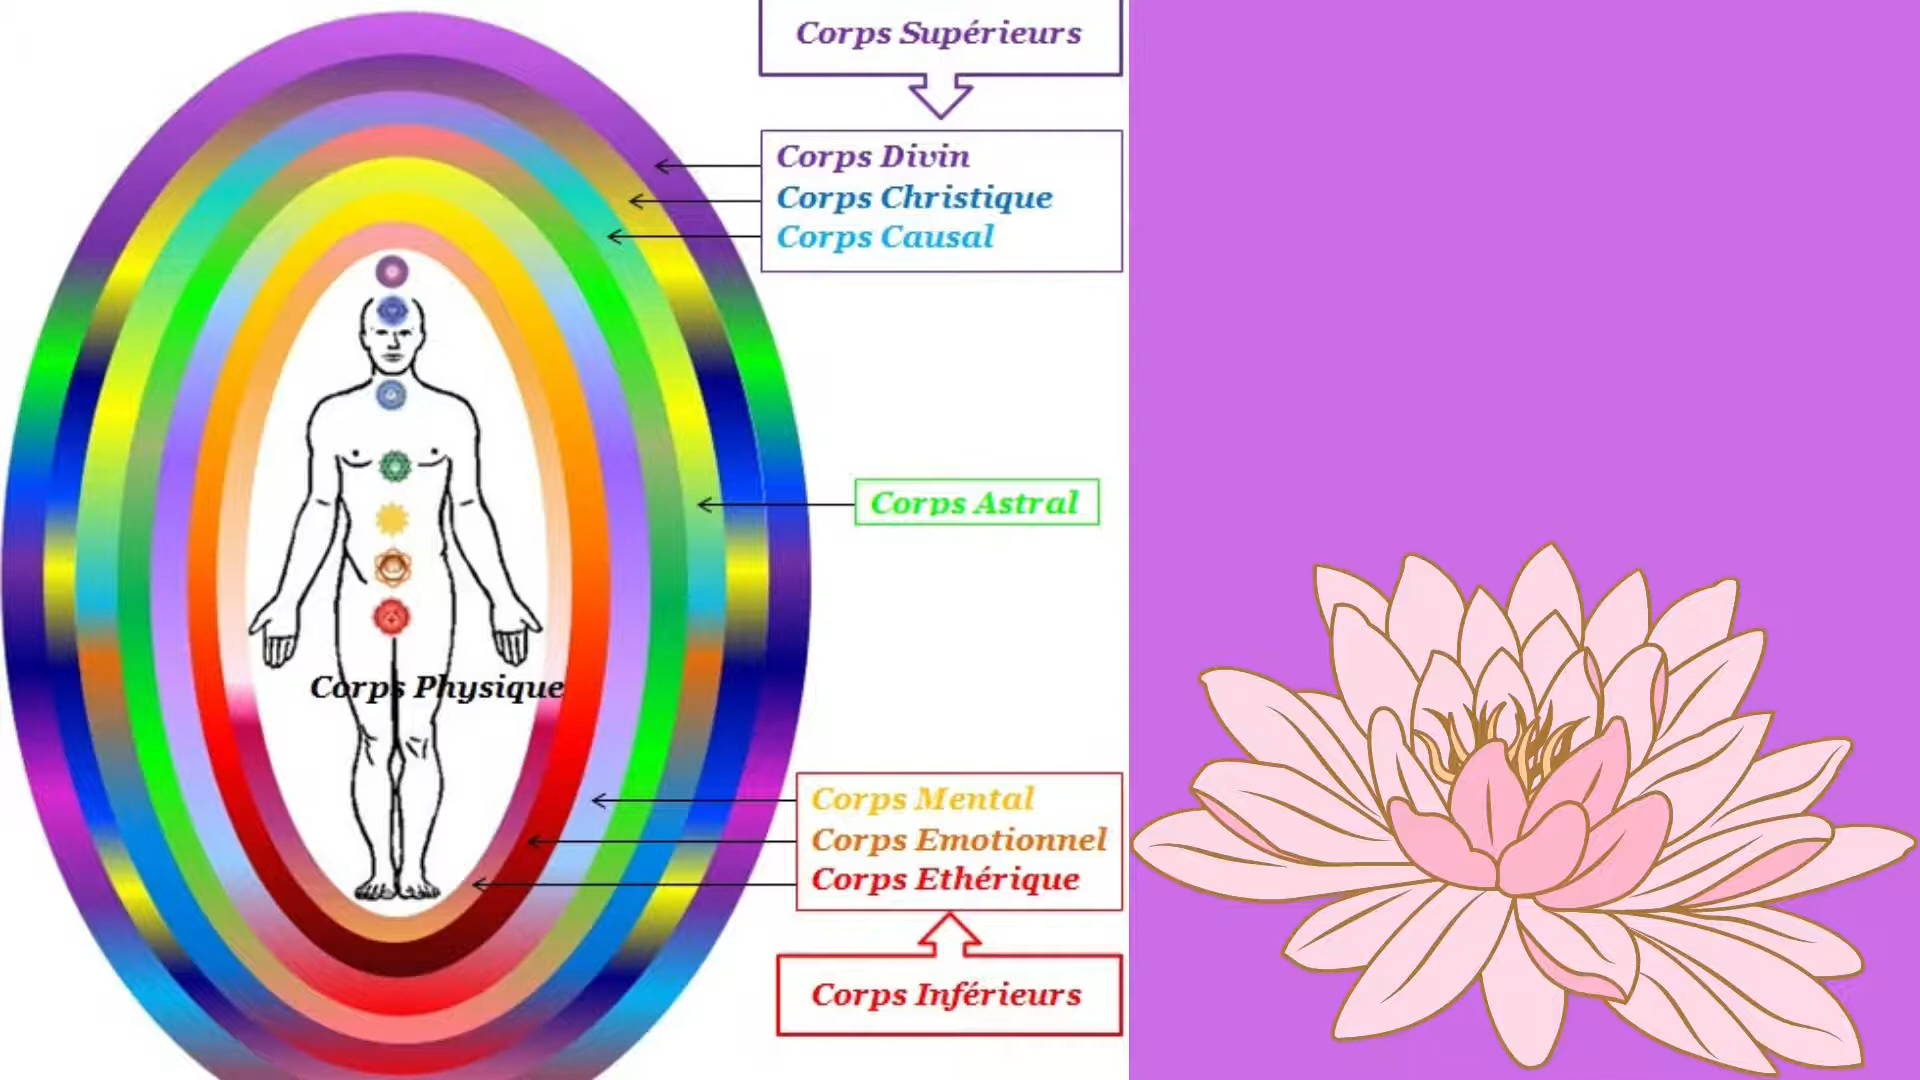 Corps Supérieurs
Corps Divin
Corps Christique
Corps Causal
Corps Astral
Corps Physique
Corps Mental
Corps Emotionnel
Corps Ethérique
Corps Inférieurs